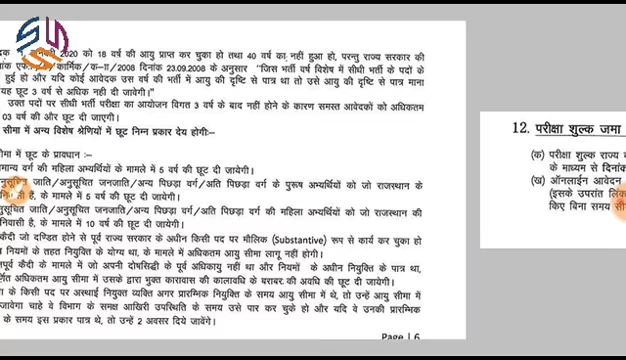 2020 को 18 वर्ष की आयु प्राप्त कर चुका हो तथा 40 वर्ष का नहीं हुआ हो, परन्तु राज्य सरकार की
कार्मिक/क-II/2008 दिनांक 23.09.2008 के अनुसार "जिस भर्ती वर्ष विशेष में सीधी भर्ती के पदों के
हुई हो और यदि कोई आवेदक उस वर्ष की भर्ती में आयु की दृष्टि से पात्र था तो उसे आयु की दृष्टि से पात्र माना
यह छूट 3 वर्ष से अधिक नही दी जावेगी।"
उक्त पदों पर सीधी भर्ती परीक्षा का आयोजन विगत 3 वर्ष के बाद नहीं होने के कारण समस्त आवेदकों को अधिकतम
03 वर्ष की और छूट दी जाएगी।
सीमा में अन्य विशेष श्रेणियों में छूट निम्न प्रकार देय होगीः-
सीमा में छूट के प्रावधान :-
वर्ग की महिला अभ्यर्थियों के मामले में 5 वर्ष की छूट दी जायेगी।
जाति/अनुसूचित जनजाति/अन्य पिछड़ा वर्ग/अति पिछड़ा वर्ग के पुरूष अभ्यर्थियों को जो राजस्थान के
है, के मामले में 5 वर्ष की छूट दी जायेगी।
जाति/अनुसूचित जनजाति/अन्य पिछड़ा वर्ग/अति पिछड़ा वर्ग की महिला अभ्यर्थियों को जो राजस्थान की
है, के मामले में 10 वर्ष की छूट दी जाएगी।
कैदी जो दण्डित होने से पूर्व राज्य सरकार के अधीन किसी पद पर मौलिक (Substantive) रूप से कार्य कर चुका हो
नियमों के तहत नियुक्ति के योग्य था, के मामले में अधिकतम आयु सीमा लागू नहीं होगी।
कैदी के मामले में जो अपनी दोषसिद्धी के पूर्व अधिकायु नहीं था और नियमों के अधीन नियुक्ति के पात्र था,
अधिकतम आयु सीमा में उसके द्वारा भुक्त कारावास की कालावधि के बराबर की अवधि की छूट दी जायेगी।
के किसी पद पर अस्थाई नियुक्त व्यक्ति अगर प्रारम्भिक नियुक्ति के समय आयु सीमा में थे, तो उन्हें आयु सीमा में
जावेगा चाहे वे विभाग के समक्ष आखिरी उपस्थिति के समय उसे पार कर चुके हो और यदि वे उनकी प्रारम्भिक
के समय इस प्रकार पात्र थे, तो उन्हें 2 अवसर दिये जावेंगे।
Page | 6
12. परीक्षा शुल्क जमा
(क) परीक्षा शुल्क राज्य
के माध्यम से दिनांक
(ख) ऑनलाईन आवेदन
(इसके उपरांत लिंक
किए बिना समय